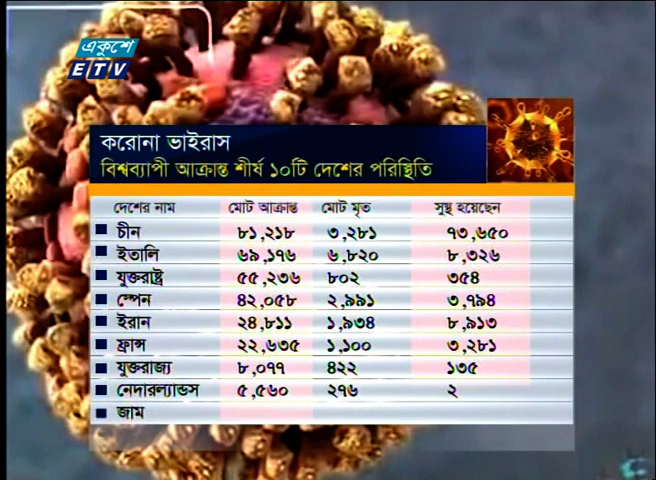 একুশে
ETV
করোনা ভাইরাস
বিশ্বব্যাপী আক্রান্ত শীর্ষ ১০টি দেশের পরিস্থিতি
দেশের নাম মোট আক্রান্ত মোট মৃত সুস্থ হয়েছেন
চীন ৮১,২১৮ ৩,২৮১ ৭৩,৬৫০
ইতালি ৬৯,১৭৬ ৬,৮২০ ৮,৩২৬
যুক্তরাষ্ট্র ৫৫,২৩৬ ৮০২ ৩৫৪
স্পেন ৪২,০৫৮ ২,৯৯১ ৩,৭৯৪
ইরান ২৪,৮১১ ১,৯৩৪ ৮,৯১৩
ফ্রান্স ২২,৬৩৫ ১,১০০ ৩,২৮১
যুক্তরাজ্য ৮,০৭৭ ৪২২ ১৩৫
নেদারল্যান্ডস ৫,৫৬০ ২৭৬ ২
জাম